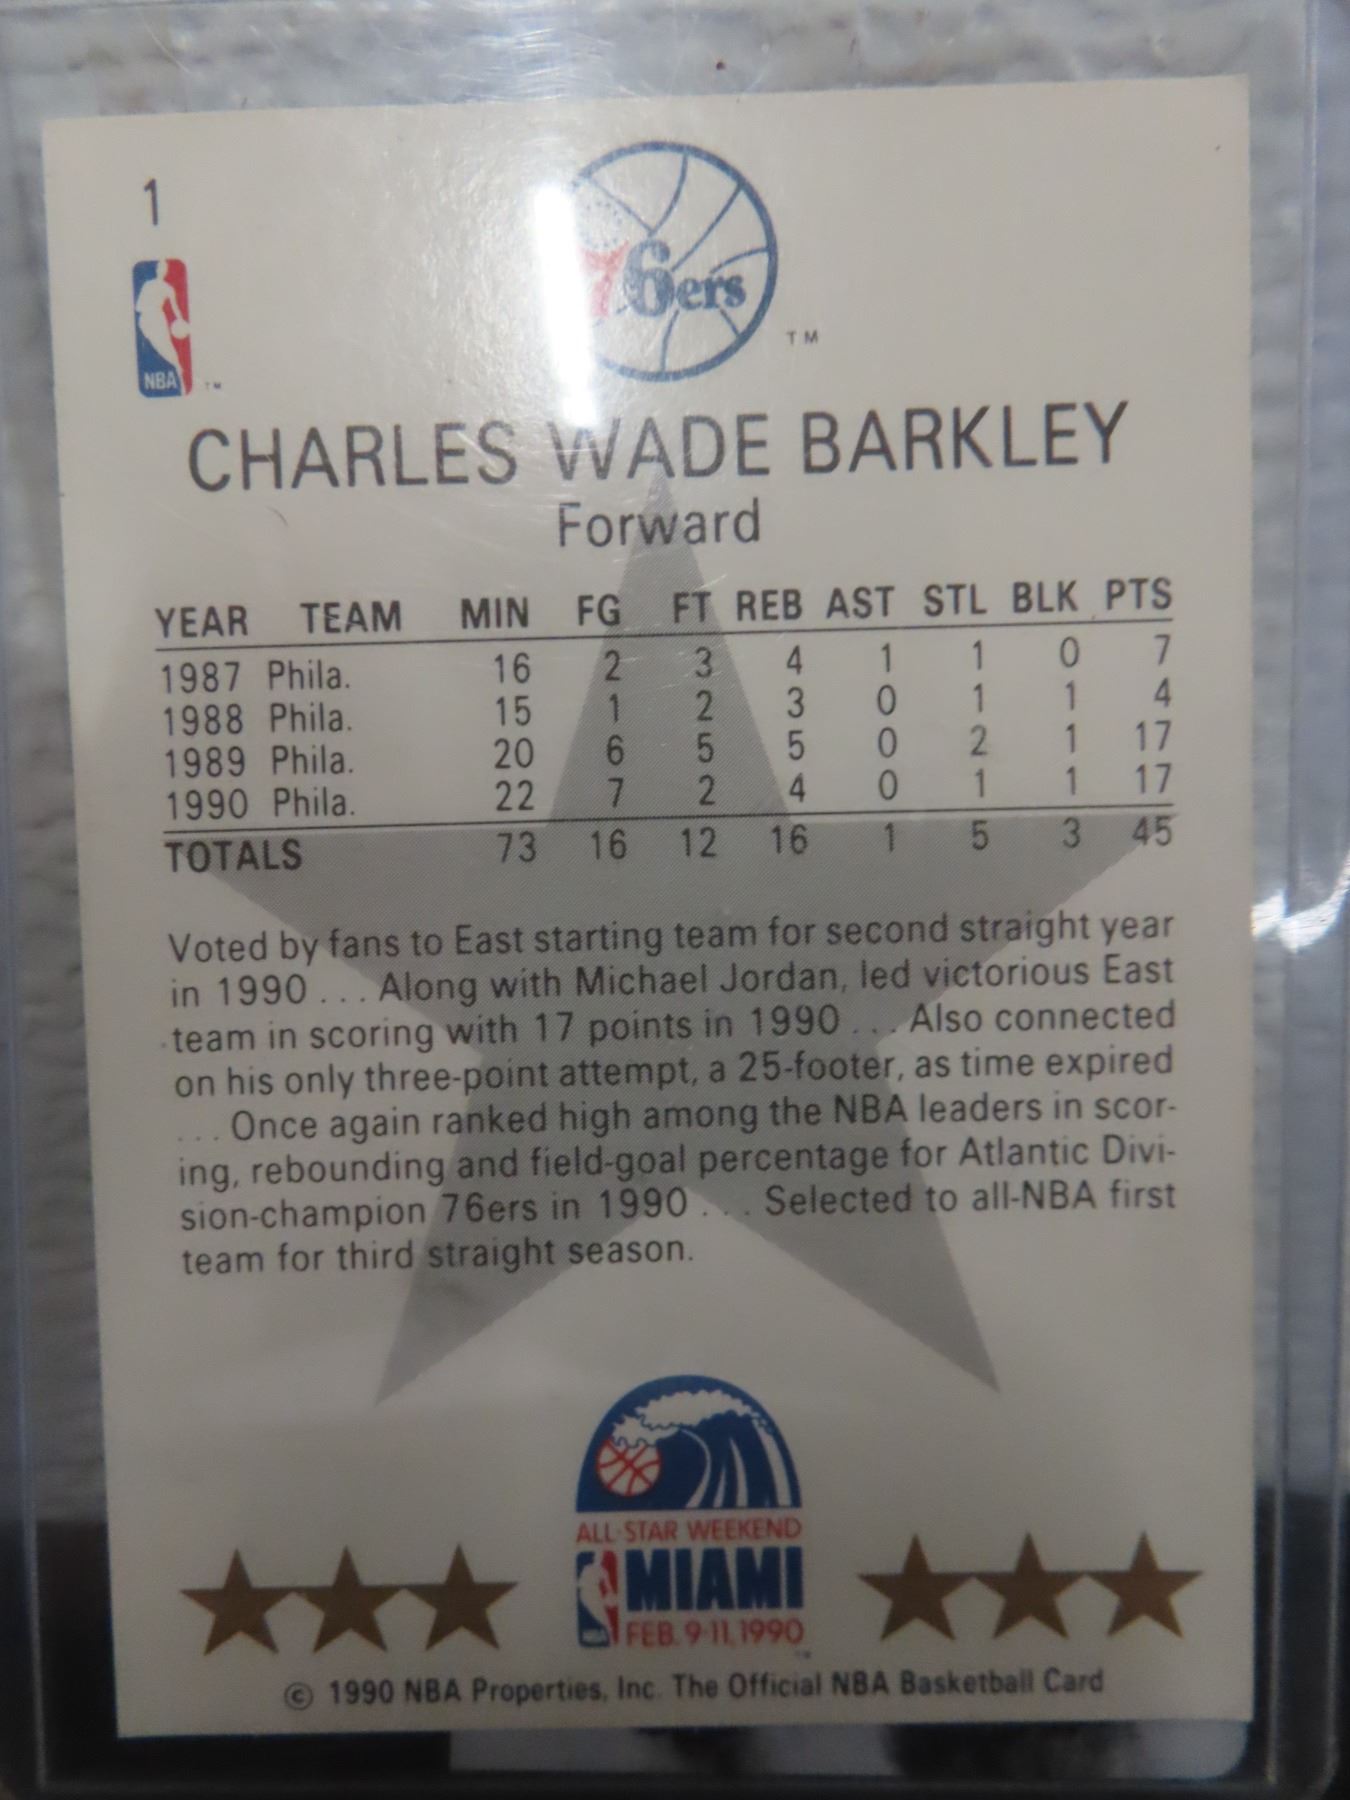 1
76ers
TM
NBA
TM
CHARLES WADE BARKLEY
Forward
YEAR TEAM MIN FG FT REB AST STL BLK PTS
1987 Phila. 16 2 3 4 1 1 0 7
1988 Phila. 15 1 2 3 0 1 1 4
1989 Phila. 20 6 5 5 0 2 1 17
1990 Phila. 22 7 2 4 0 1 1 17
TOTALS 73 16 12 16 1 5 3 45
Voted by fans to East starting team for second straight year
in 1990 . . . Along with Michael Jordan, led victorious East
team in scoring with 17 points in 1990 . . . Also connected
on his only three-point attempt, a 25-footer, as time expired
. . . Once again ranked high among the NBA leaders in scor-
ing, rebounding and field-goal percentage for Atlantic Divi-
sion-champion 76ers in 1990 . . . Selected to all-NBA first
team for third straight season.
ALL·STAR WEEKEND
MIAMI
NBA
FEB. 9-11, 1990
© 1990 NBA Properties, Inc. The Official NBA Basketball Card